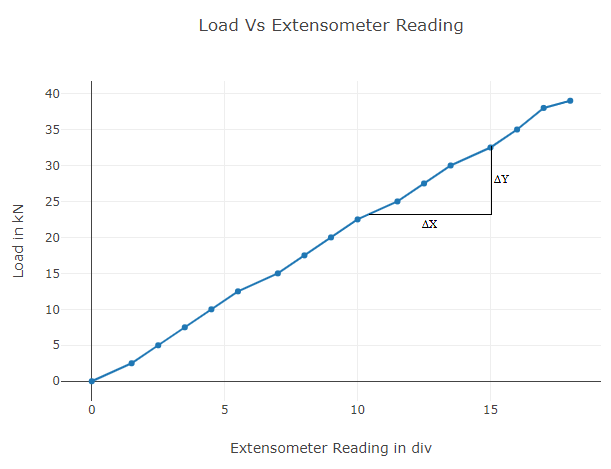 Load Vs Extensometer Reading
40
35
30
25
20
15
10
5
0
Load in kN
ΔY
ΔX
0
5
10
15
Extensometer Reading in div